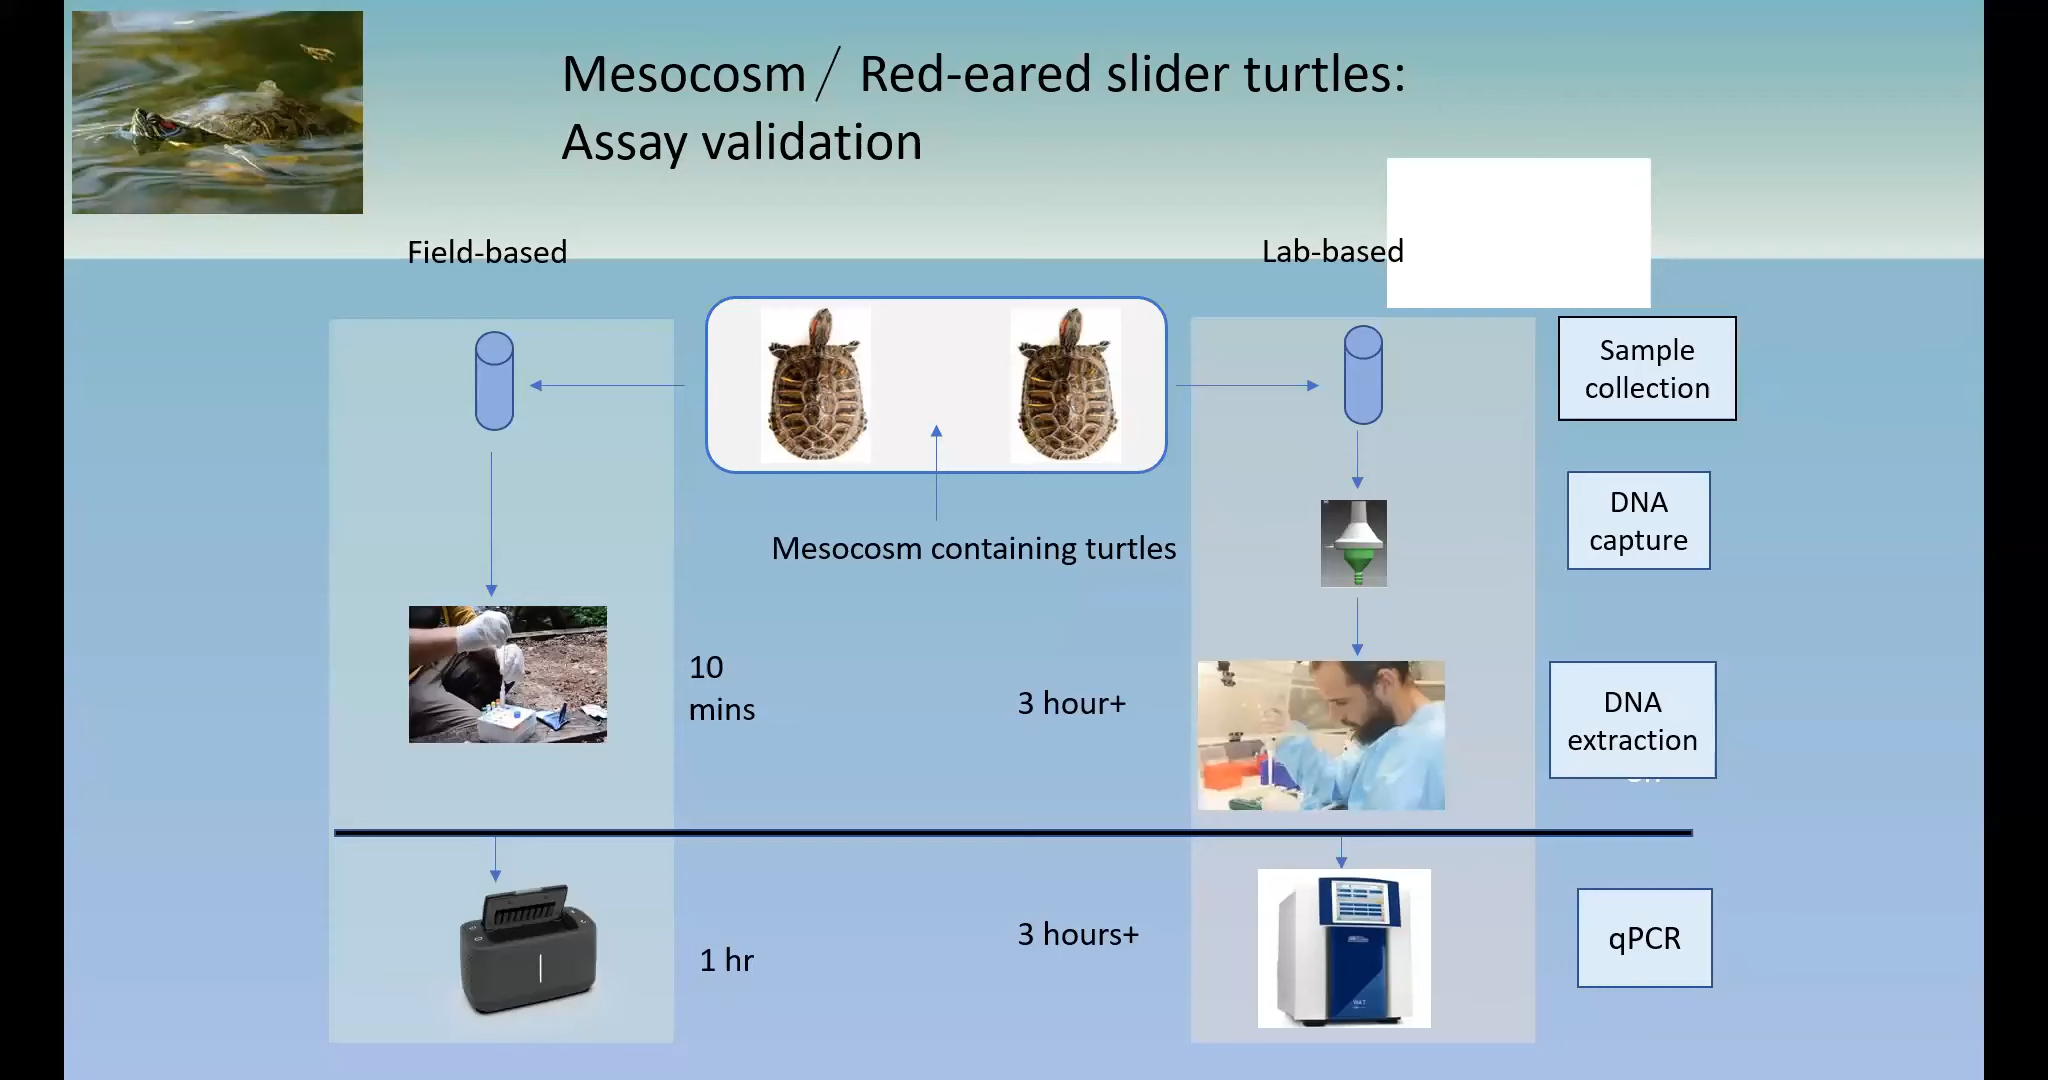 Mesocosm / Red-eared slider turtles:
Assay validation
Field-based
Lab-based
Sample
collection
DNA
capture
Mesocosm containing turtles
10
mins
3 hour+
DNA
extraction
1 hr
3 hours+
qPCR